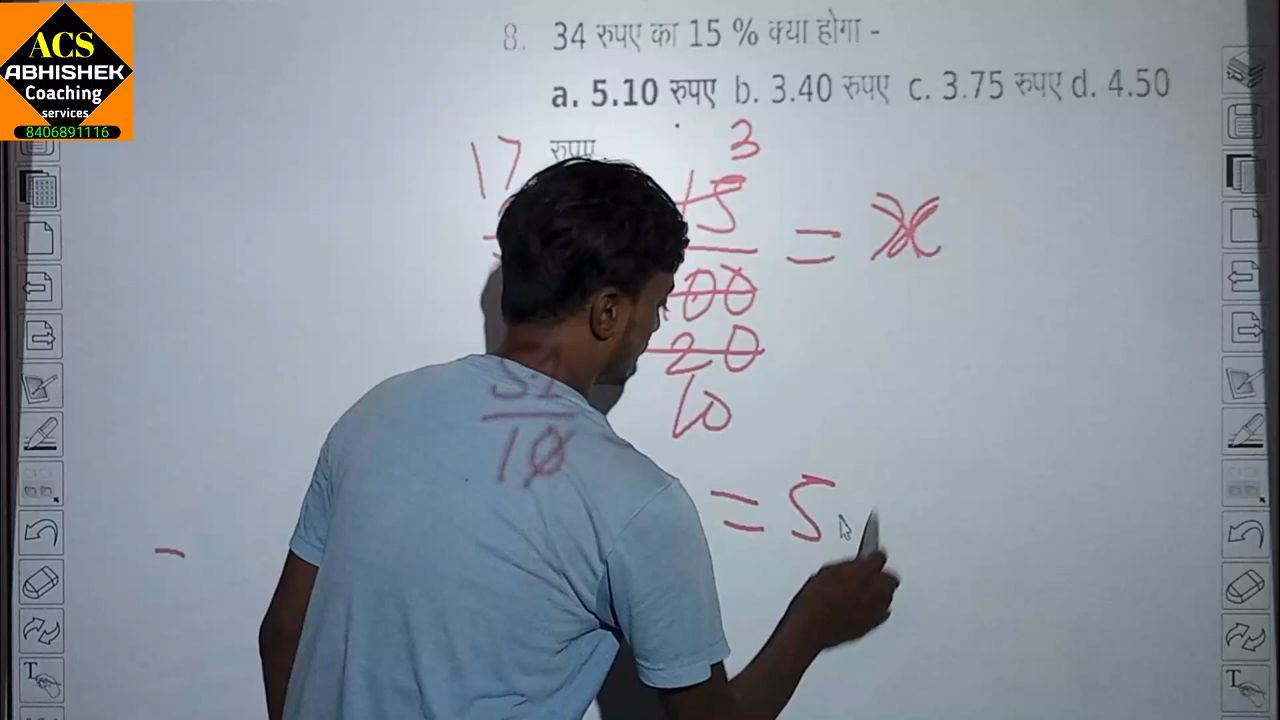 ACS
ABHISHEK
Coaching
services
8406891116
8. 34 रुपए का 15 % क्या होगा -
a. 5.10 रुपए b. 3.40 रुपए c. 3.75 रुपए d. 4.50
रुपए
17 3
15 = x
100
20
10
51
10
= 5